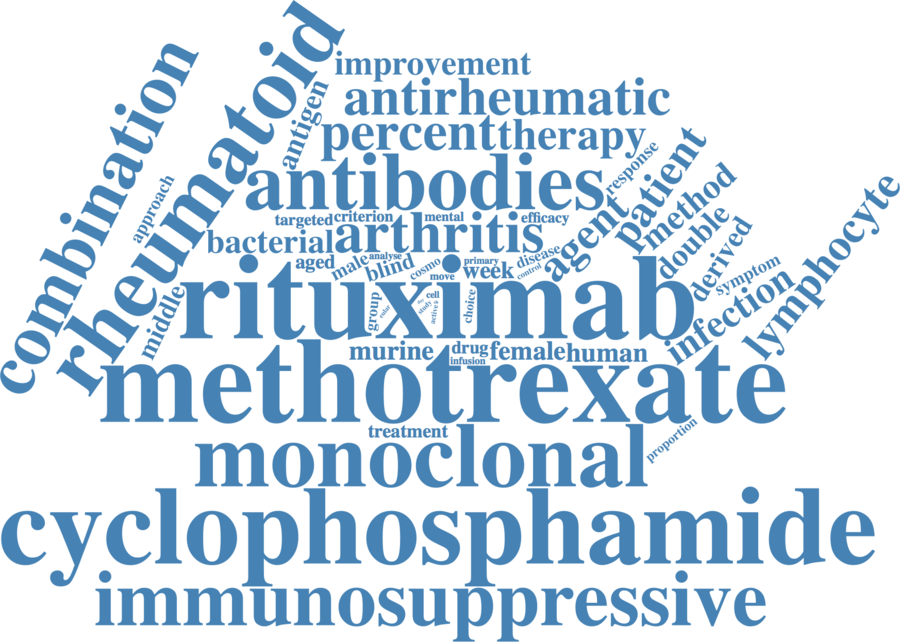 improvement
antirheumatic
percent therapy
antibodies
targeted criterion mental efficacy
bacterial arthritis
combination
rheumatoid
antigen
approach
middle
aged male blind analyse cosmo move primary week disease control
response
patient
agent
method
double
derived
symptom
infection
lymphocyte
rituximab
group
cell
study
active
choice
murine drug female human
infusion
methotrexate
treatment
proportion
monoclonal
cyclophosphamide
immunosuppressive